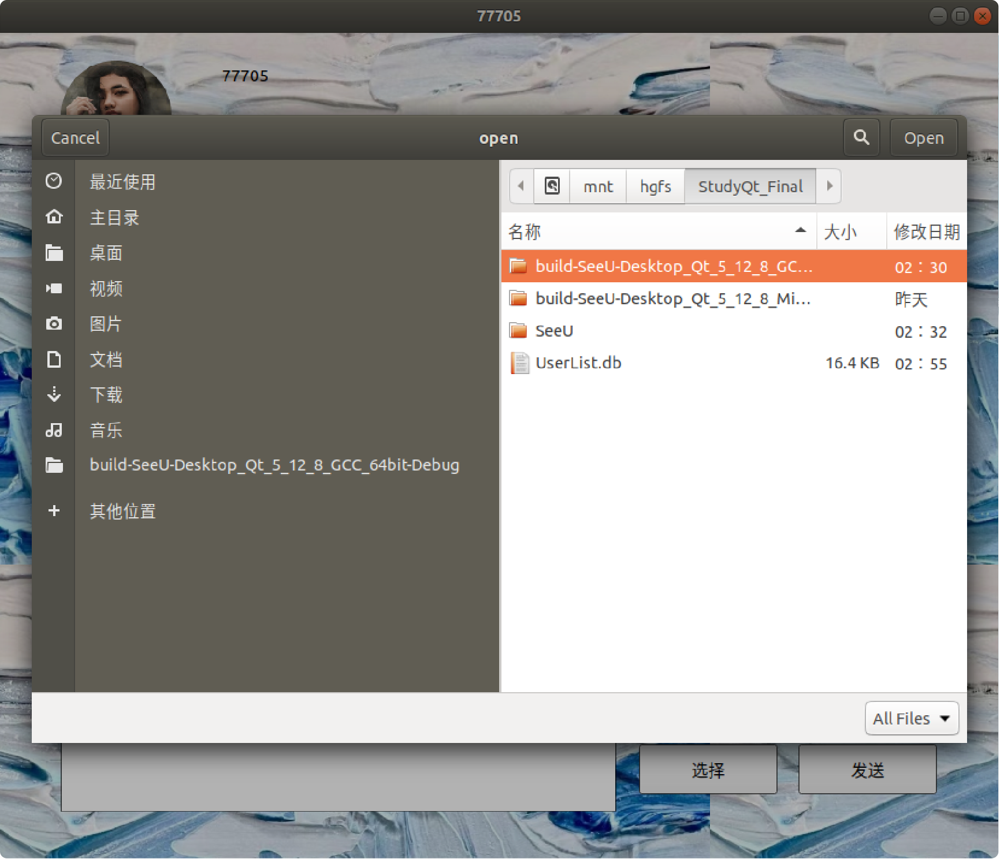 77705
77705
Cancel
open
Open
最近使用
主目录
桌面
视频
图片
文档
下载
音乐
build-SeeU-Desktop_Qt_5_12_8_GCC_64bit-Debug
其他位置
mnt hgfs StudyQt_Final
名称 大小 修改日期
build-SeeU-Desktop_Qt_5_12_8_GC... 02：30
build-SeeU-Desktop_Qt_5_12_8_Mi... 昨天
SeeU 02：32
UserList.db 16.4 KB 02：55
All Files
选择 发送